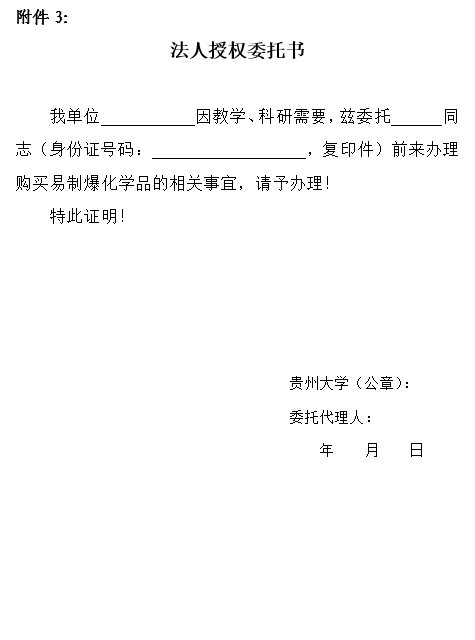 附件 3:
法人授权委托书
我单位___________因教学、科研需要，兹委托______同
志（身份证号码：__________________，复印件）前来办理
购买易制爆化学品的相关事宜，请予办理！
特此证明！
贵州大学（公章）：
委托代理人：
年 月 日